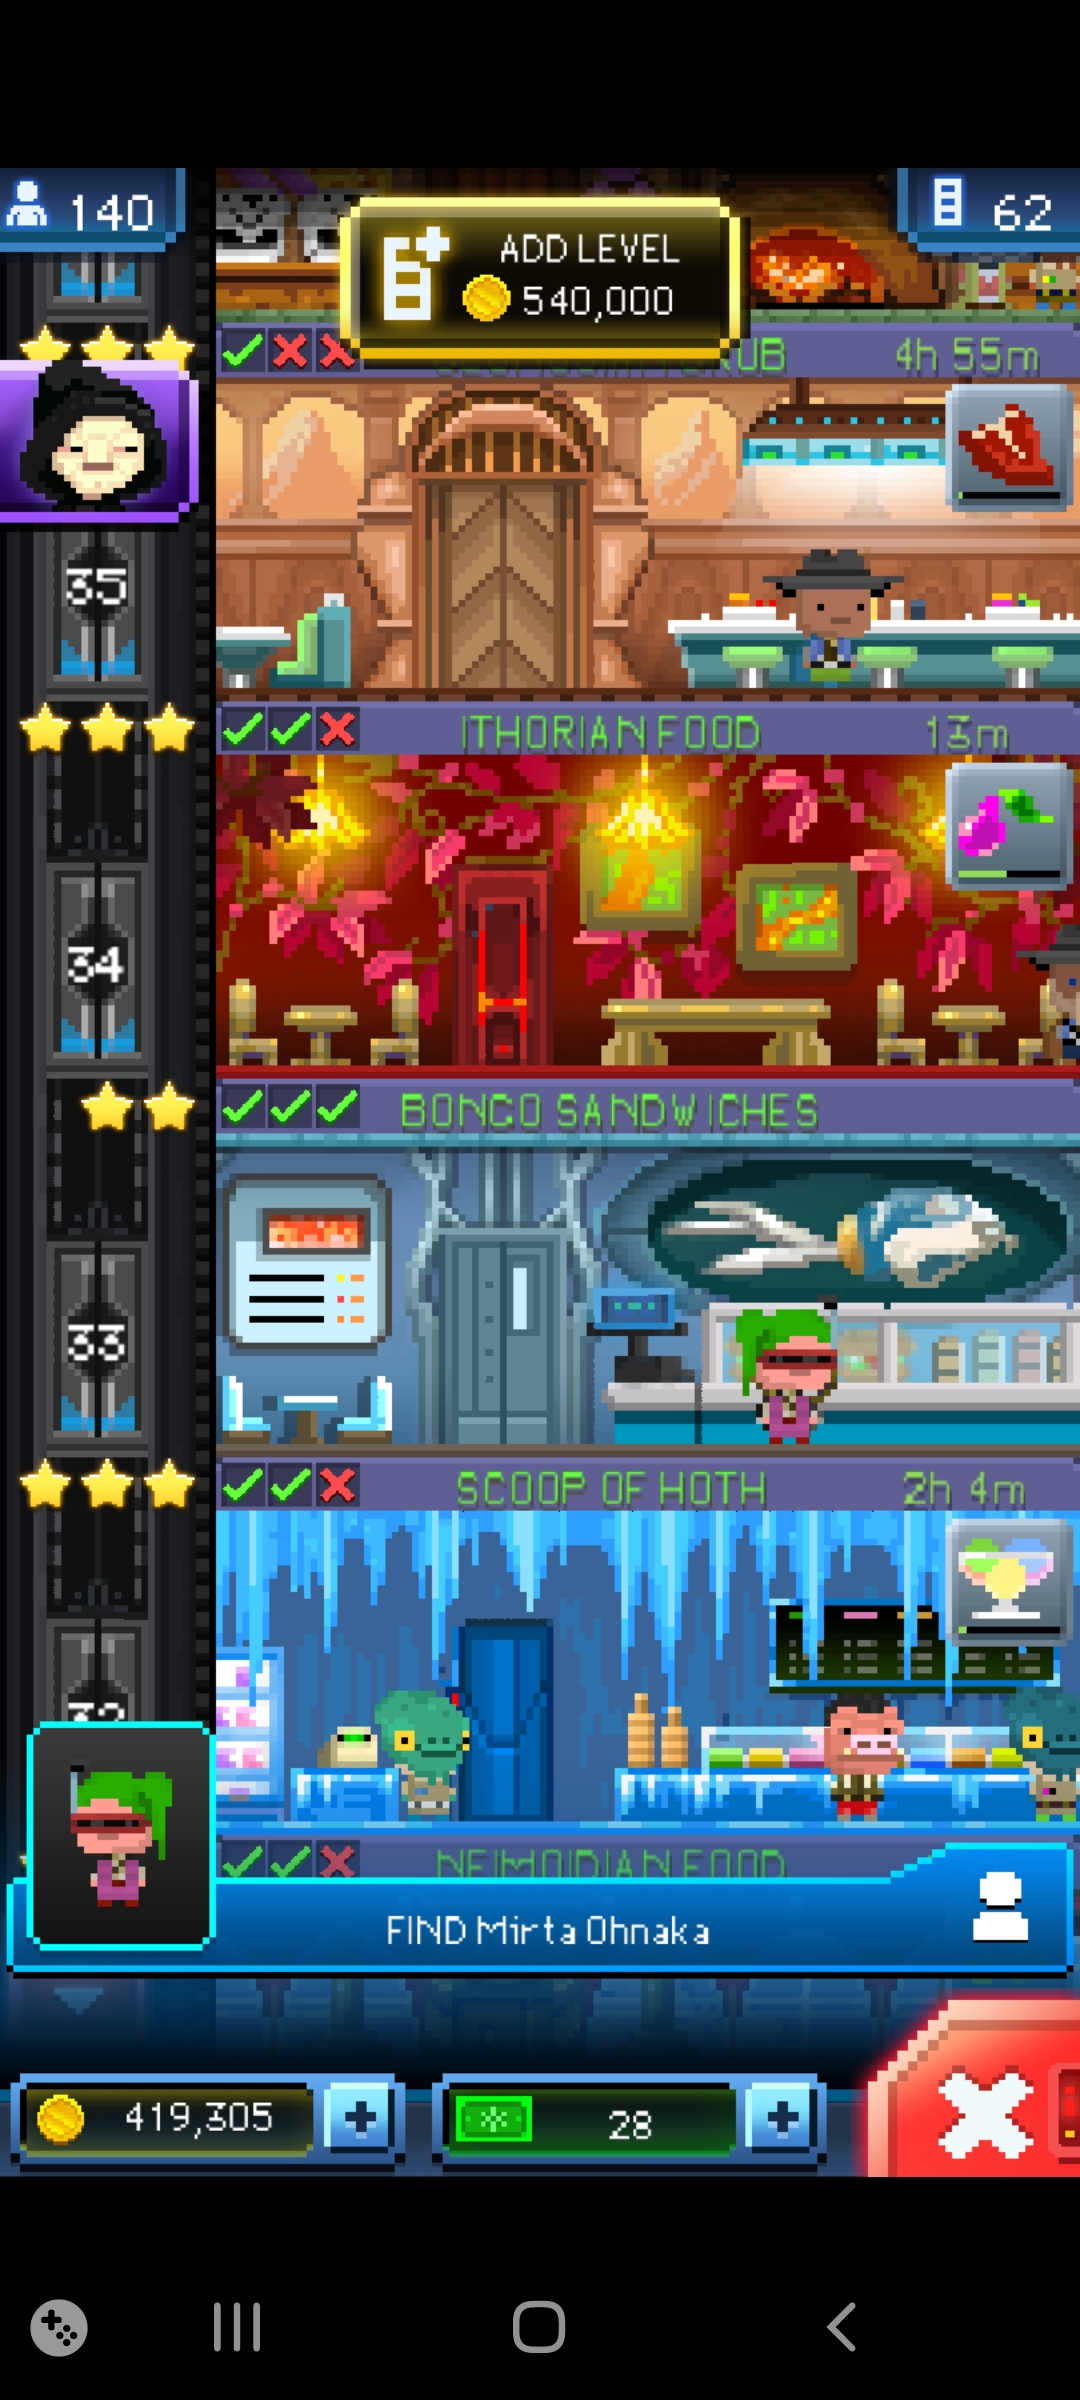 140
62
ADD LEVEL
540,000
UB 4h 55m
35
ITHORIAN FOOD 13m
34
BONGO SANDWICHES
33
SCOOP OF HOTH 2h 4m
32
NEIMOIDIAN FOOD
FIND Mirta Ohnaka
419,305
28